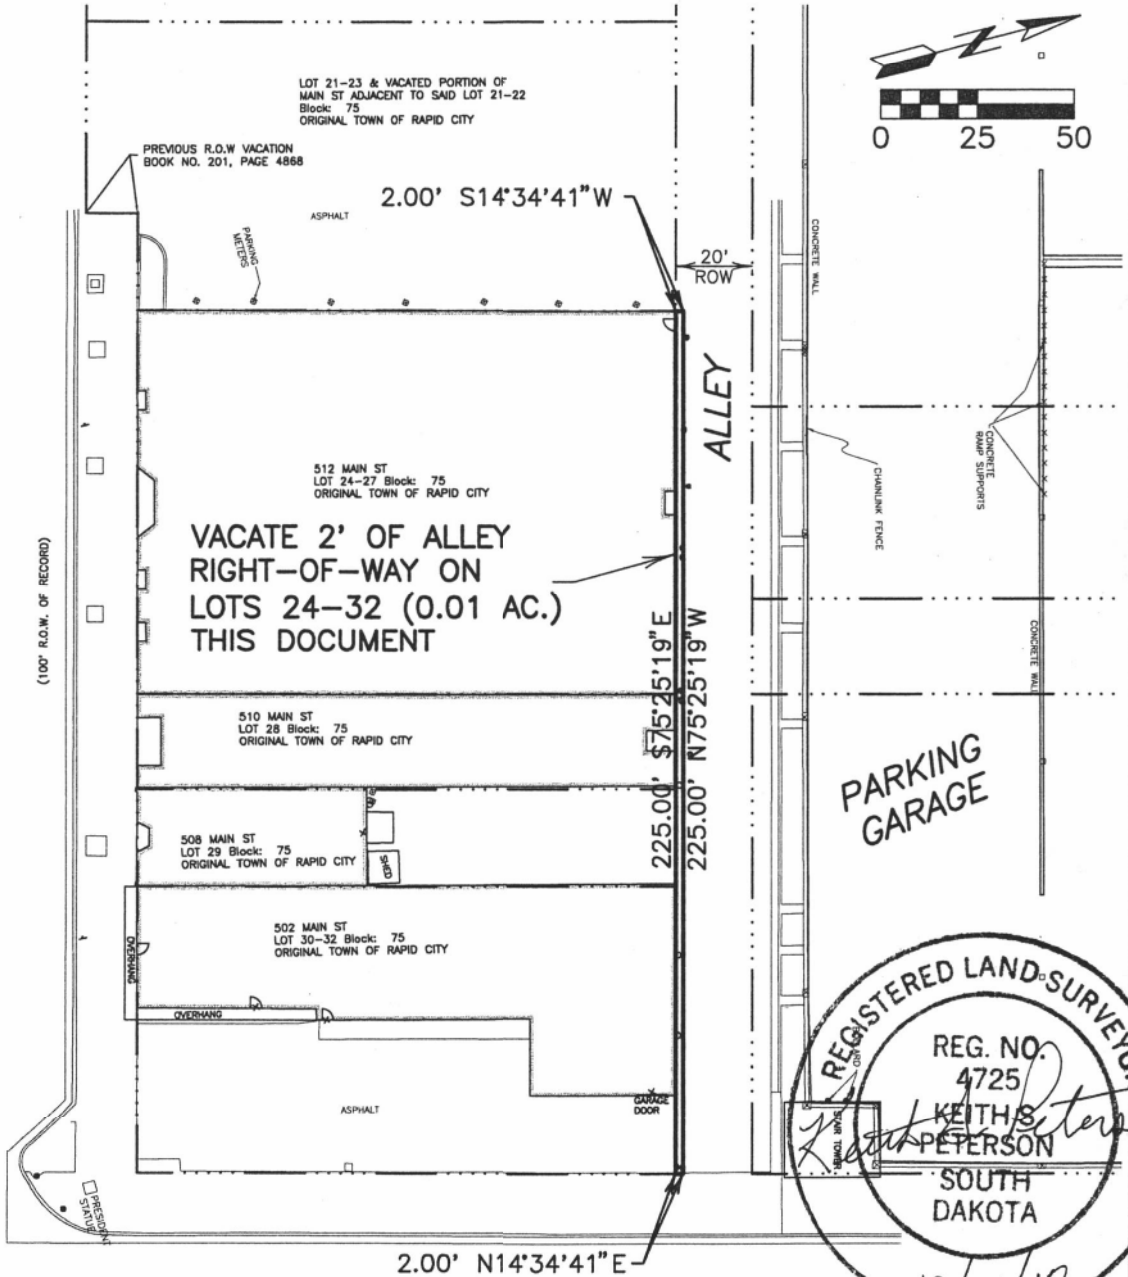 LOT 21-23 & VACATED PORTION OF
MAIN ST ADJACENT TO SAID LOT 21-22
Block: 75
ORIGINAL TOWN OF RAPID CITY
PREVIOUS R.O.W VACATION
BOOK NO. 201, PAGE 4868
0 25 50
2.00' S14°34'41"W
ASPHALT
PARKING
METERS
20'
ROW
CONCRETE WALL
ALLEY
CONCRETE
RAMP SUPPORTS
CHAINLINK FENCE
512 MAIN ST
LOT 24-27 Block: 75
ORIGINAL TOWN OF RAPID CITY
VACATE 2' OF ALLEY
RIGHT-OF-WAY ON
LOTS 24-32 (0.01 AC.)
THIS DOCUMENT
(100' R.O.W. OF RECORD)
225.00' S75°25'19"E
225.00' N75°25'19"W
CONCRETE WALL
510 MAIN ST
LOT 28 Block: 75
ORIGINAL TOWN OF RAPID CITY
PARKING
GARAGE
508 MAIN ST
LOT 29 Block: 75
ORIGINAL TOWN OF RAPID CITY
SHED
502 MAIN ST
LOT 30-32 Block: 75
ORIGINAL TOWN OF RAPID CITY
OVERHANG
OVERHANG
ASPHALT
GARAGE
DOOR
STAIR TOWER
REGISTERED LAND SURVEYOR
REG. NO.
4725
KEITH S
PETERSON
SOUTH
DAKOTA
PRESIDENT
STATUE
2.00' N14°34'41"E